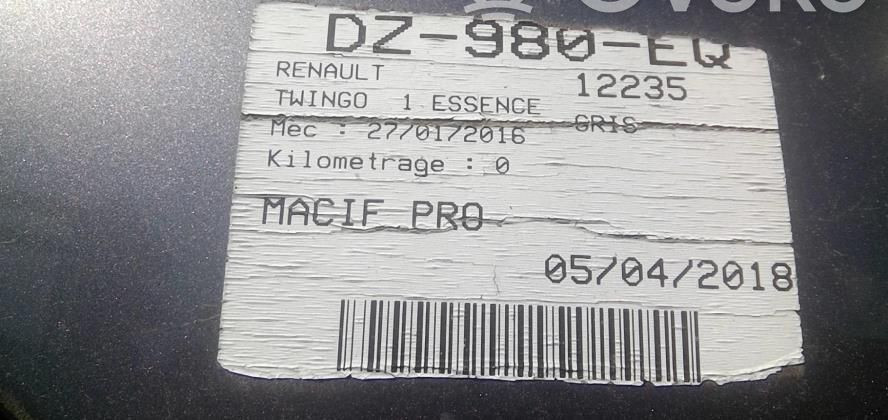 DZ-980-EQ
RENAULT
12235
TWINGO 1 ESSENCE
GRIS
Mec : 27/01/2016
Kilometrage : 0
MACIF PRO
05/04/2018